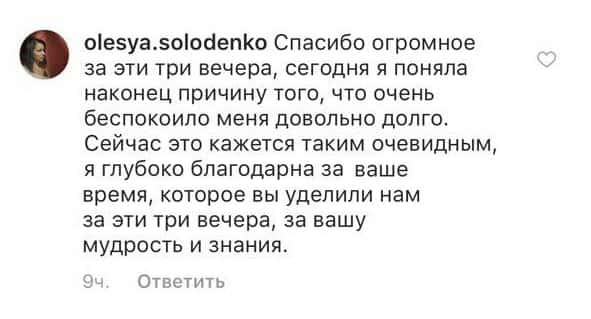 olesya.solodenko Спасибо огромное
за эти три вечера, сегодня я поняла
наконец причину того, что очень
беспокоило меня довольно долго.
Сейчас это кажется таким очевидным,
я глубоко благодарна за ваше
время, которое вы уделили нам
за эти три вечера, за вашу
мудрость и знания.
9ч. Ответить